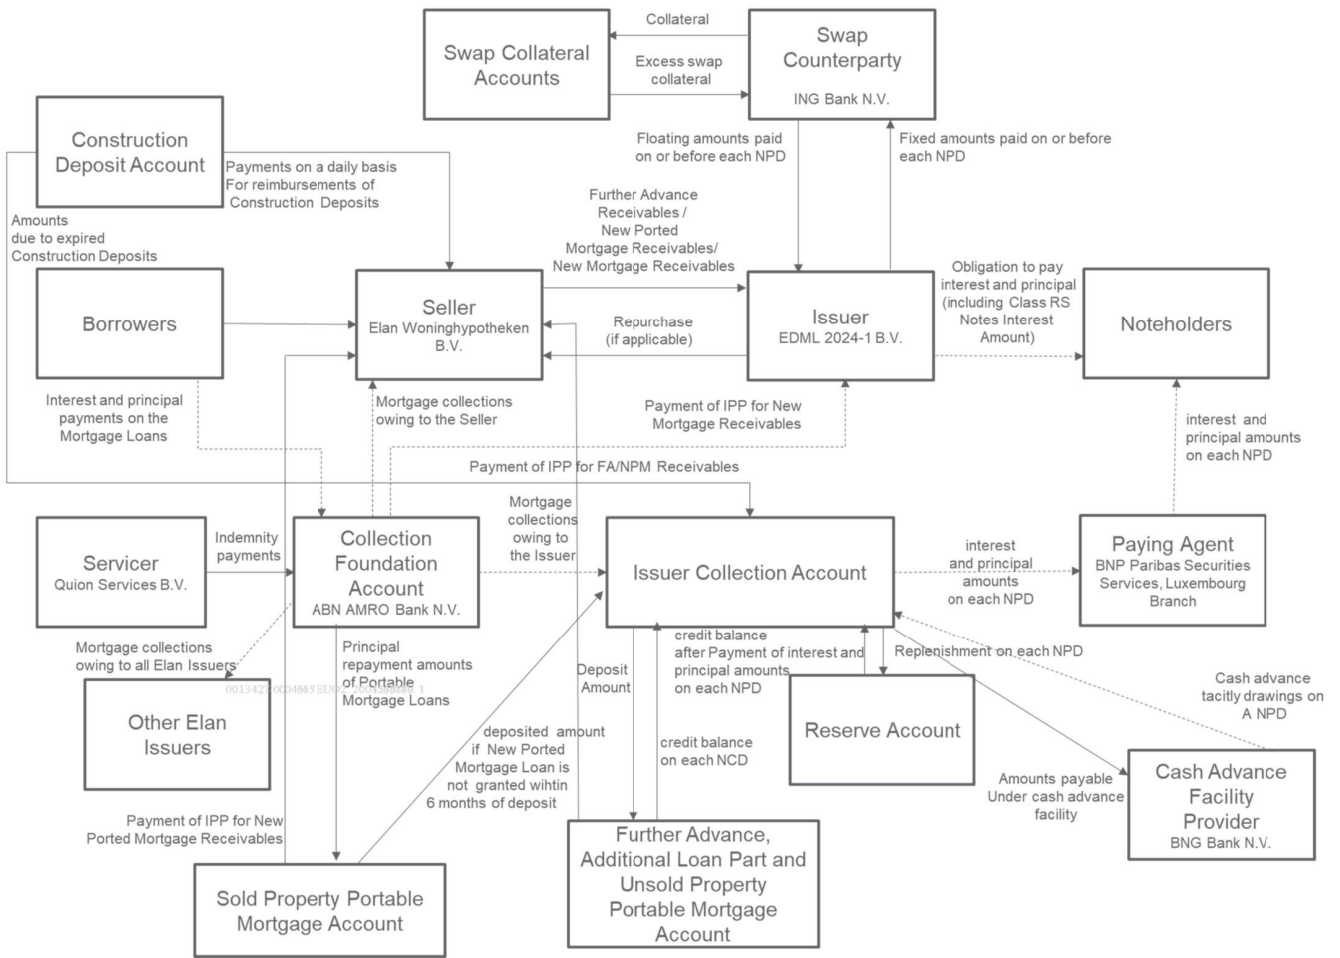 Collateral
Swap Collateral
Accounts
Excess swap
collateral
Swap
Counterparty
ING Bank N.V.
Construction
Deposit Account
Payments on a daily basis
For reimbursements of
Construction Deposits
Floating amounts paid
on or before each NPD
Fixed amounts paid on or before
each NPD
Amounts
due to expired
Construction Deposits
Further Advance
Receivables /
New Ported
Mortgage Receivables/
New Mortgage Receivables
Borrowers
Seller
Elan Woninghypotheken
B.V.
Repurchase
(if applicable)
Issuer
EDML 2024-1 B.V.
Obligation to pay
interest and principal
(including Class RS
Notes Interest
Amount)
Noteholders
Interest and principal
payments on the
Mortgage Loans
Mortgage collections
owing to the Seller
Payment of IPP for New
Mortgage Receivables
interest and
principal amounts
on each NPD
Payment of IPP for FA/NPM Receivables
Servicer
Quion Services B.V.
Indemnity
payments
Collection
Foundation
Account
ABN AMRO Bank N.V.
Mortgage
collections
owing to
the Issuer
Issuer Collection Account
interest
and principal
amounts
on each NPD
Paying Agent
BNP Paribas Securities
Services, Luxembourg
Branch
Mortgage collections
owing to all Elan Issuers
Principal
repayment amounts
of Portable
Mortgage Loans
Deposit
Amount
credit balance
after Payment of interest and
principal amounts
on each NPD
Replenishment on each NPD
Cash advance
tacitly drawings on
A NPD
Other Elan
Issuers
deposited amount
if New Ported
Mortgage Loan is
not granted wihtin
6 months of deposit
credit balance
on each NCD
Reserve Account
Amounts payable
Under cash advance
facility
Cash Advance
Facility
Provider
BNG Bank N.V.
Payment of IPP for New
Ported Mortgage Receivables
Sold Property Portable
Mortgage Account
Further Advance,
Additional Loan Part and
Unsold Property
Portable Mortgage
Account